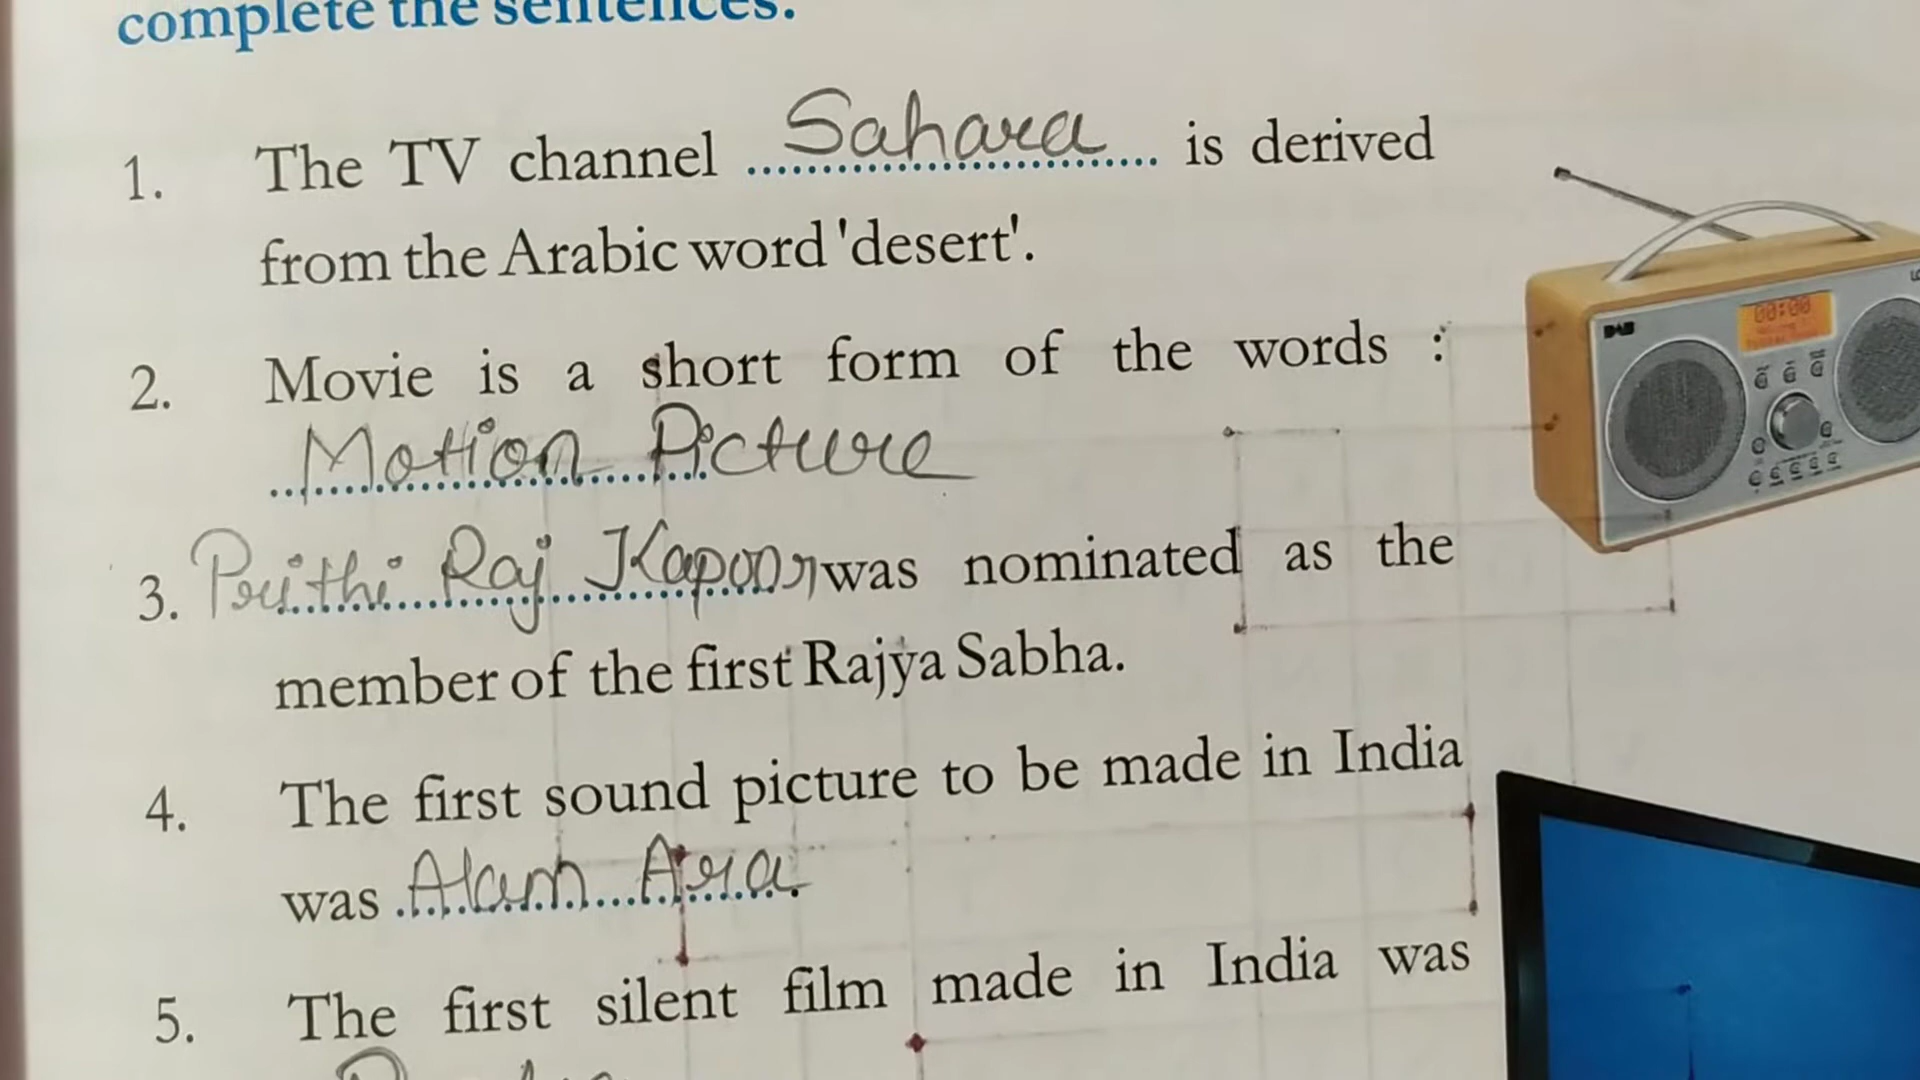 complete the sentences.
1. The TV channel Sahara is derived
from the Arabic word 'desert'.
2. Movie is a short form of the words :
Motion Picture
3. Prithi Raj Kapoor was nominated as the
member of the first Rajya Sabha.
4. The first sound picture to be made in India
was Alam Ara.
5. The first silent film made in India was
DAB
00:00